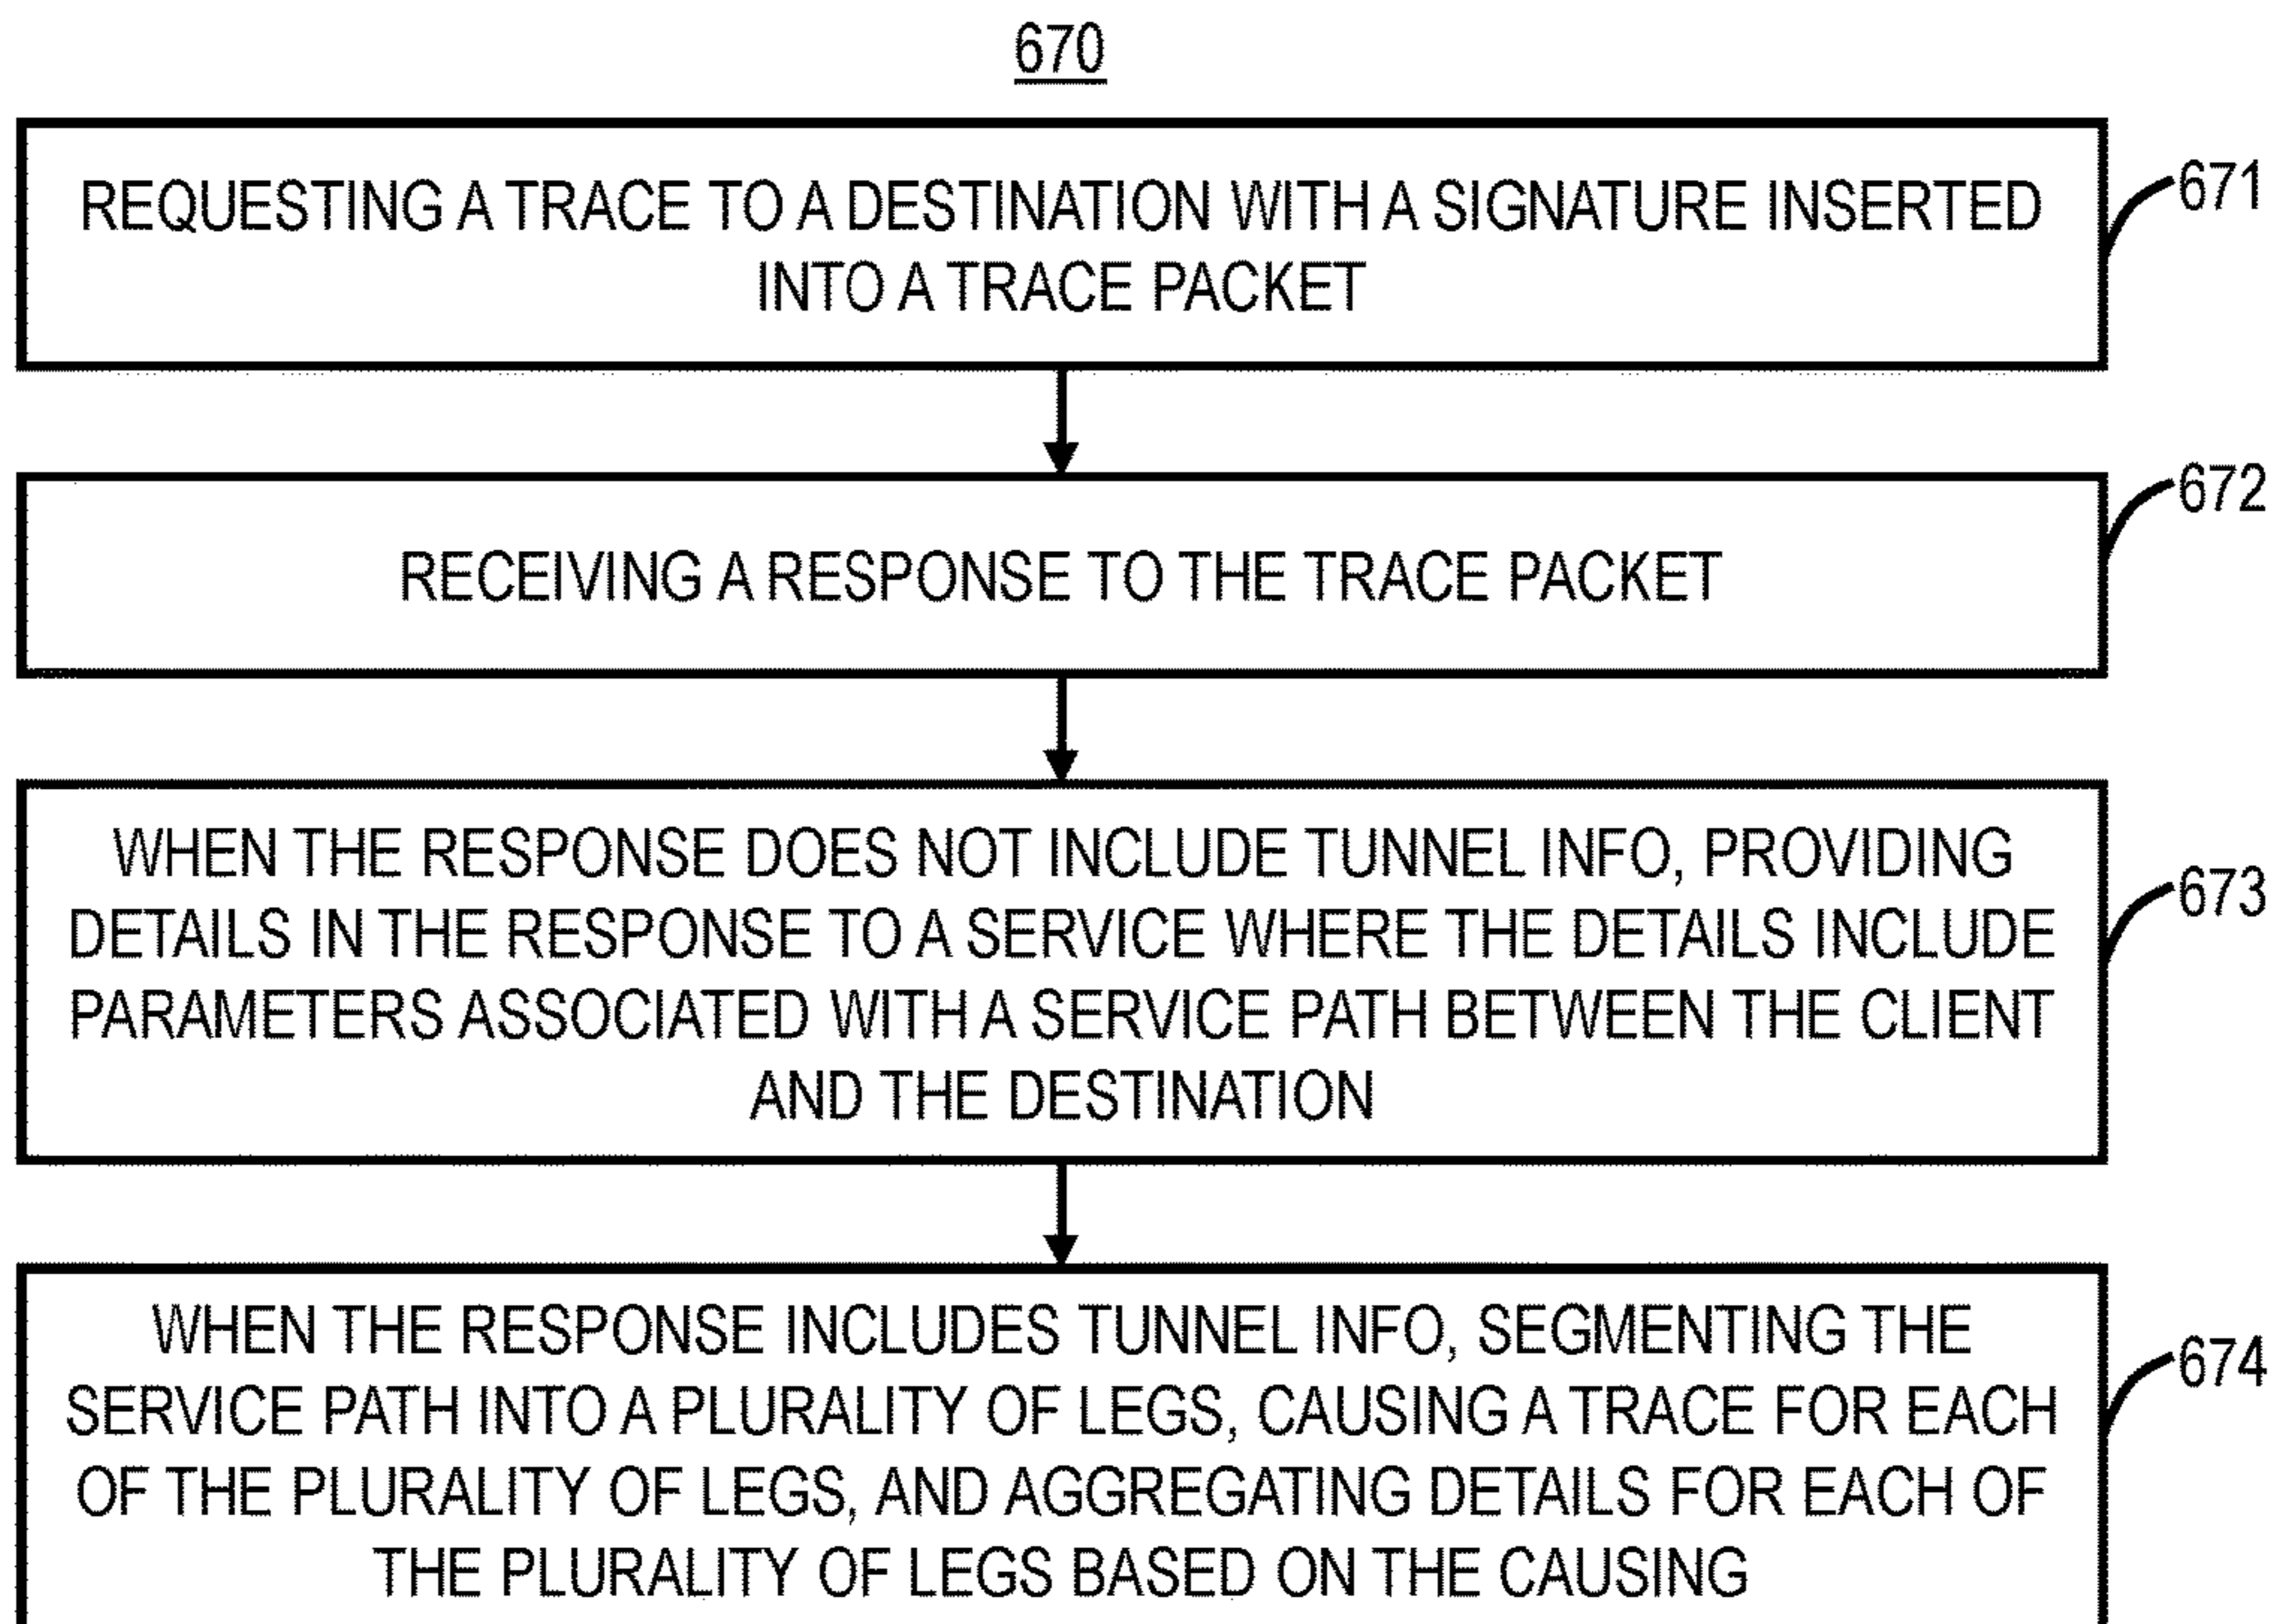 670
REQUESTING A TRACE TO A DESTINATION WITH A SIGNATURE INSERTED
INTO A TRACE PACKET
671
RECEIVING A RESPONSE TO THE TRACE PACKET
672
WHEN THE RESPONSE DOES NOT INCLUDE TUNNEL INFO, PROVIDING
DETAILS IN THE RESPONSE TO A SERVICE WHERE THE DETAILS INCLUDE
PARAMETERS ASSOCIATED WITH A SERVICE PATH BETWEEN THE CLIENT
AND THE DESTINATION
673
WHEN THE RESPONSE INCLUDES TUNNEL INFO, SEGMENTING THE
SERVICE PATH INTO A PLURALITY OF LEGS, CAUSING A TRACE FOR EACH
OF THE PLURALITY OF LEGS, AND AGGREGATING DETAILS FOR EACH OF
THE PLURALITY OF LEGS BASED ON THE CAUSING
674